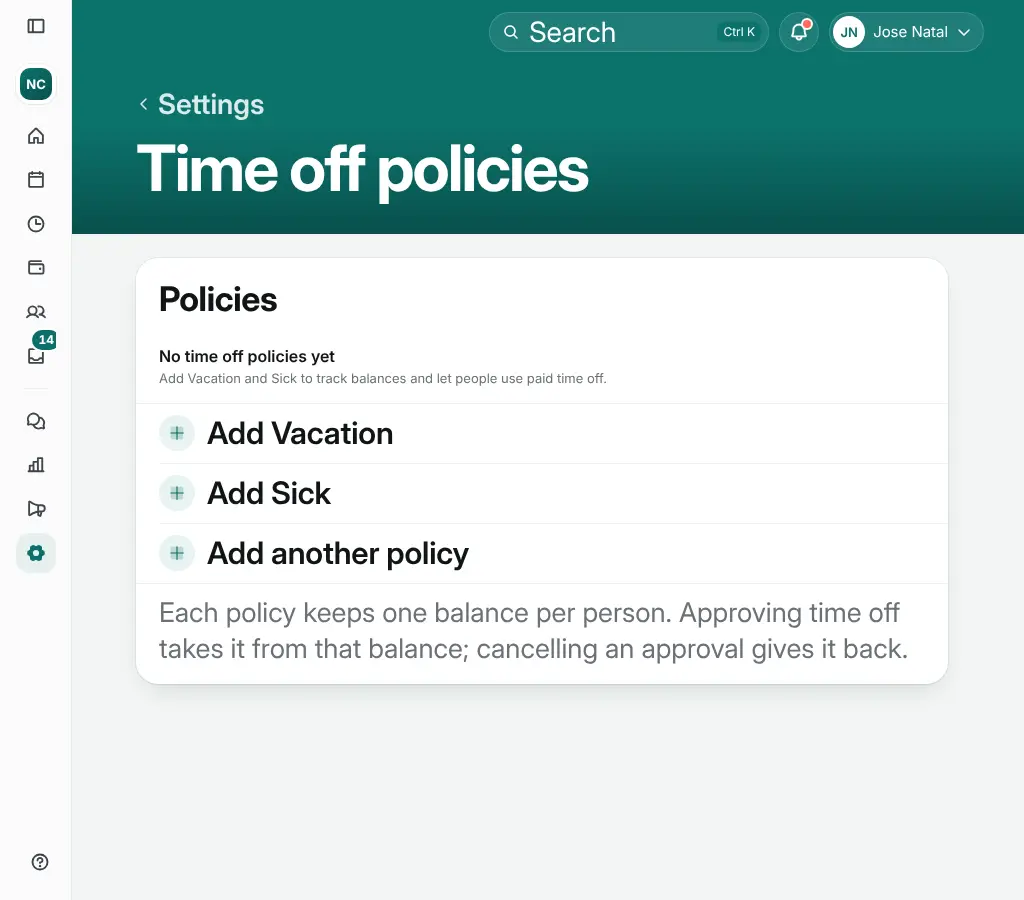 Search
Ctrl K
JN
Jose Natal
NC
Settings
Time off policies
Policies
No time off policies yet
Add Vacation and Sick to track balances and let people use paid time off.
Add Vacation
Add Sick
Add another policy
Each policy keeps one balance per person. Approving time off
takes it from that balance; cancelling an approval gives it back.
14